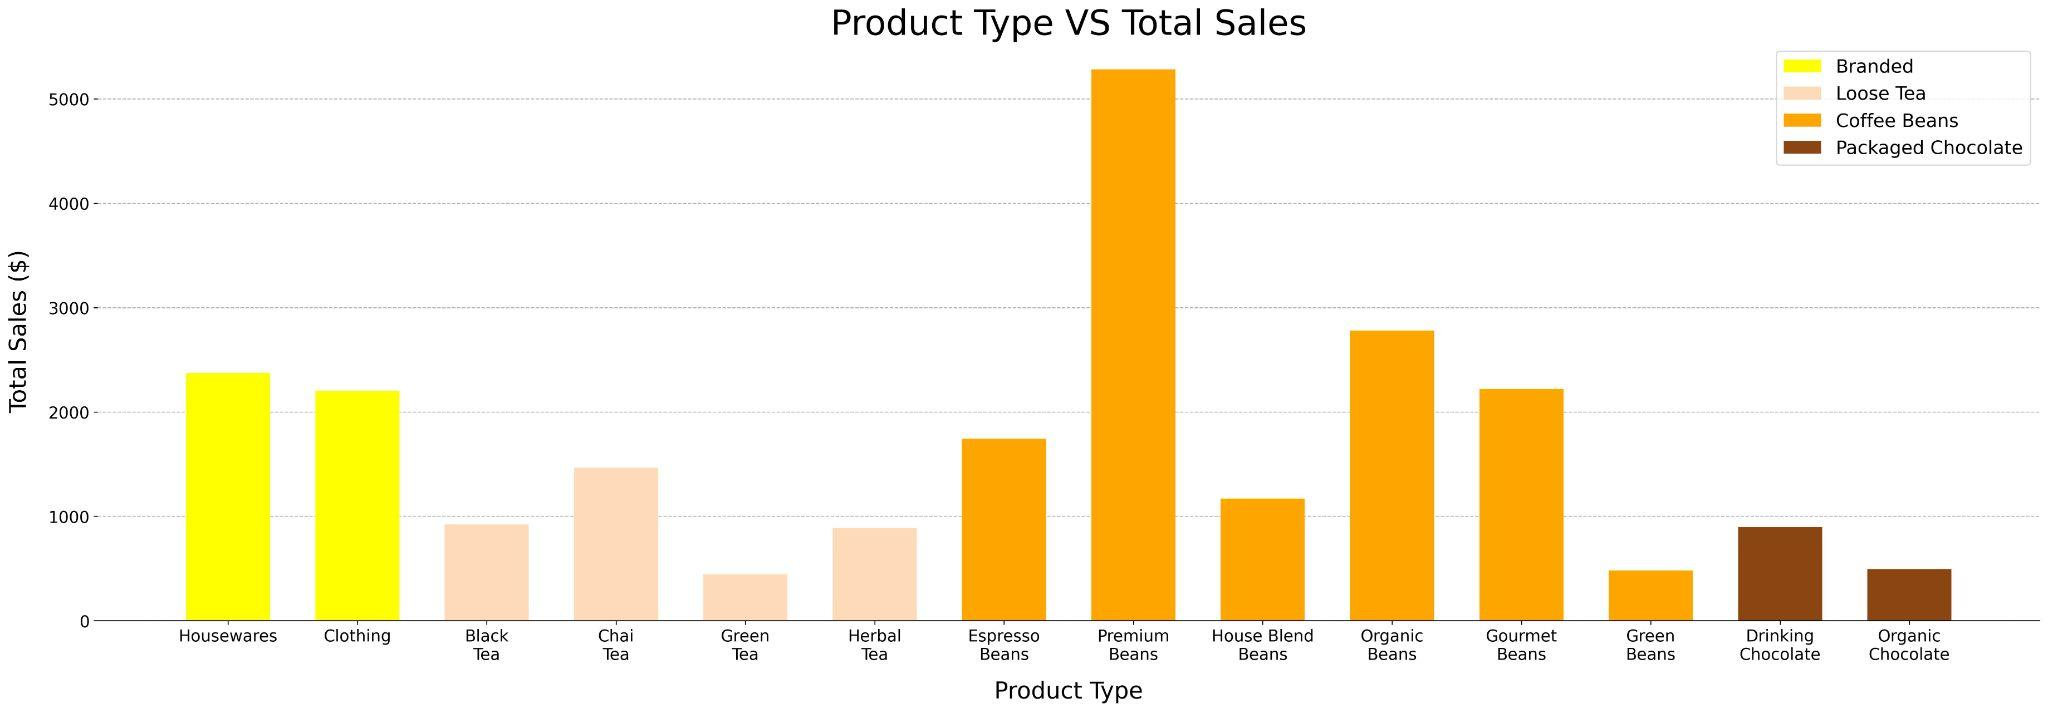 Product Type VS Total Sales
Branded
Loose Tea
Coffee Beans
Packaged Chocolate
Total Sales ($)
5000
4000
3000
2000
1000
0
Housewares
Clothing
Black
Tea
Chai
Tea
Green
Tea
Herbal
Tea
Espresso
Beans
Premium
Beans
House Blend
Beans
Organic
Beans
Gourmet
Beans
Green
Beans
Drinking
Chocolate
Organic
Chocolate
Product Type